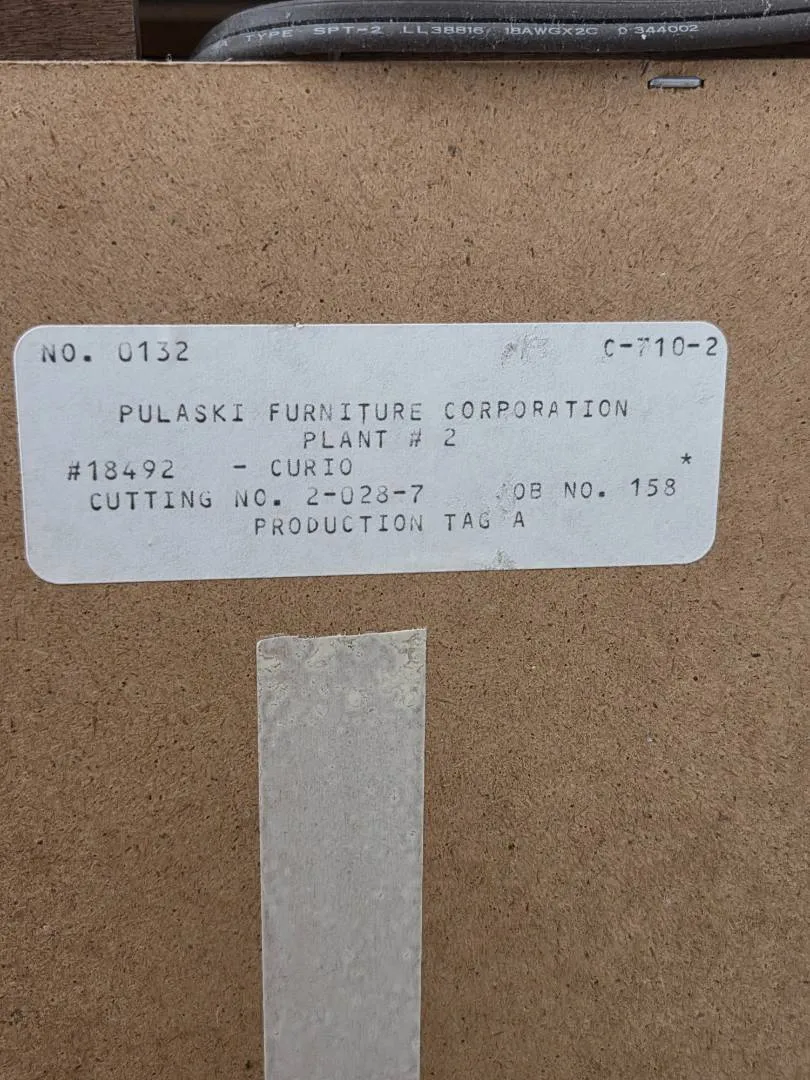 TYPE SPT-2 LL38816 18AWGX2C 344002
NO. 0132 C-710-2
PULASKI FURNITURE CORPORATION
PLANT # 2
#18492 - CURIO *
CUTTING NO. 2-028-7 OB NO. 158
PRODUCTION TAG A